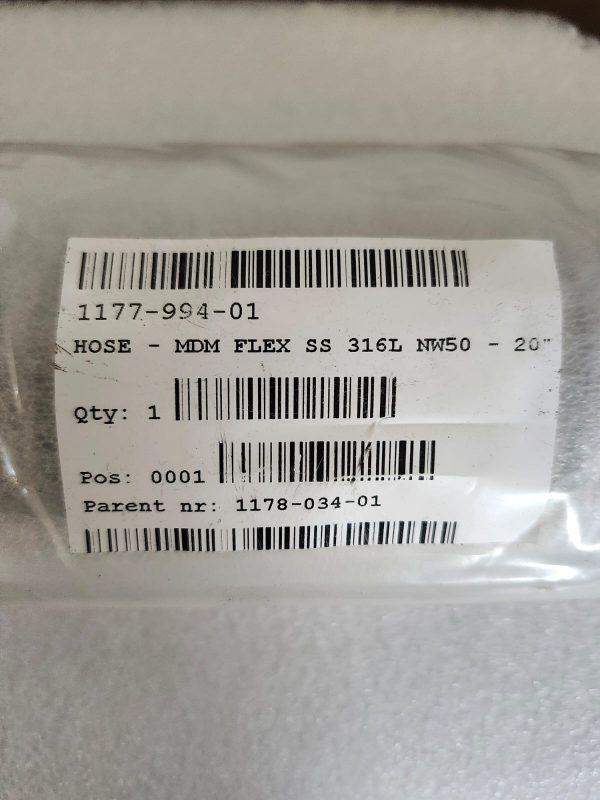 1177-994-01
HOSE - MDM FLEX SS 316L NW50 - 20"
Qty: 1
Pos: 0001
Parent nr: 1178-034-01